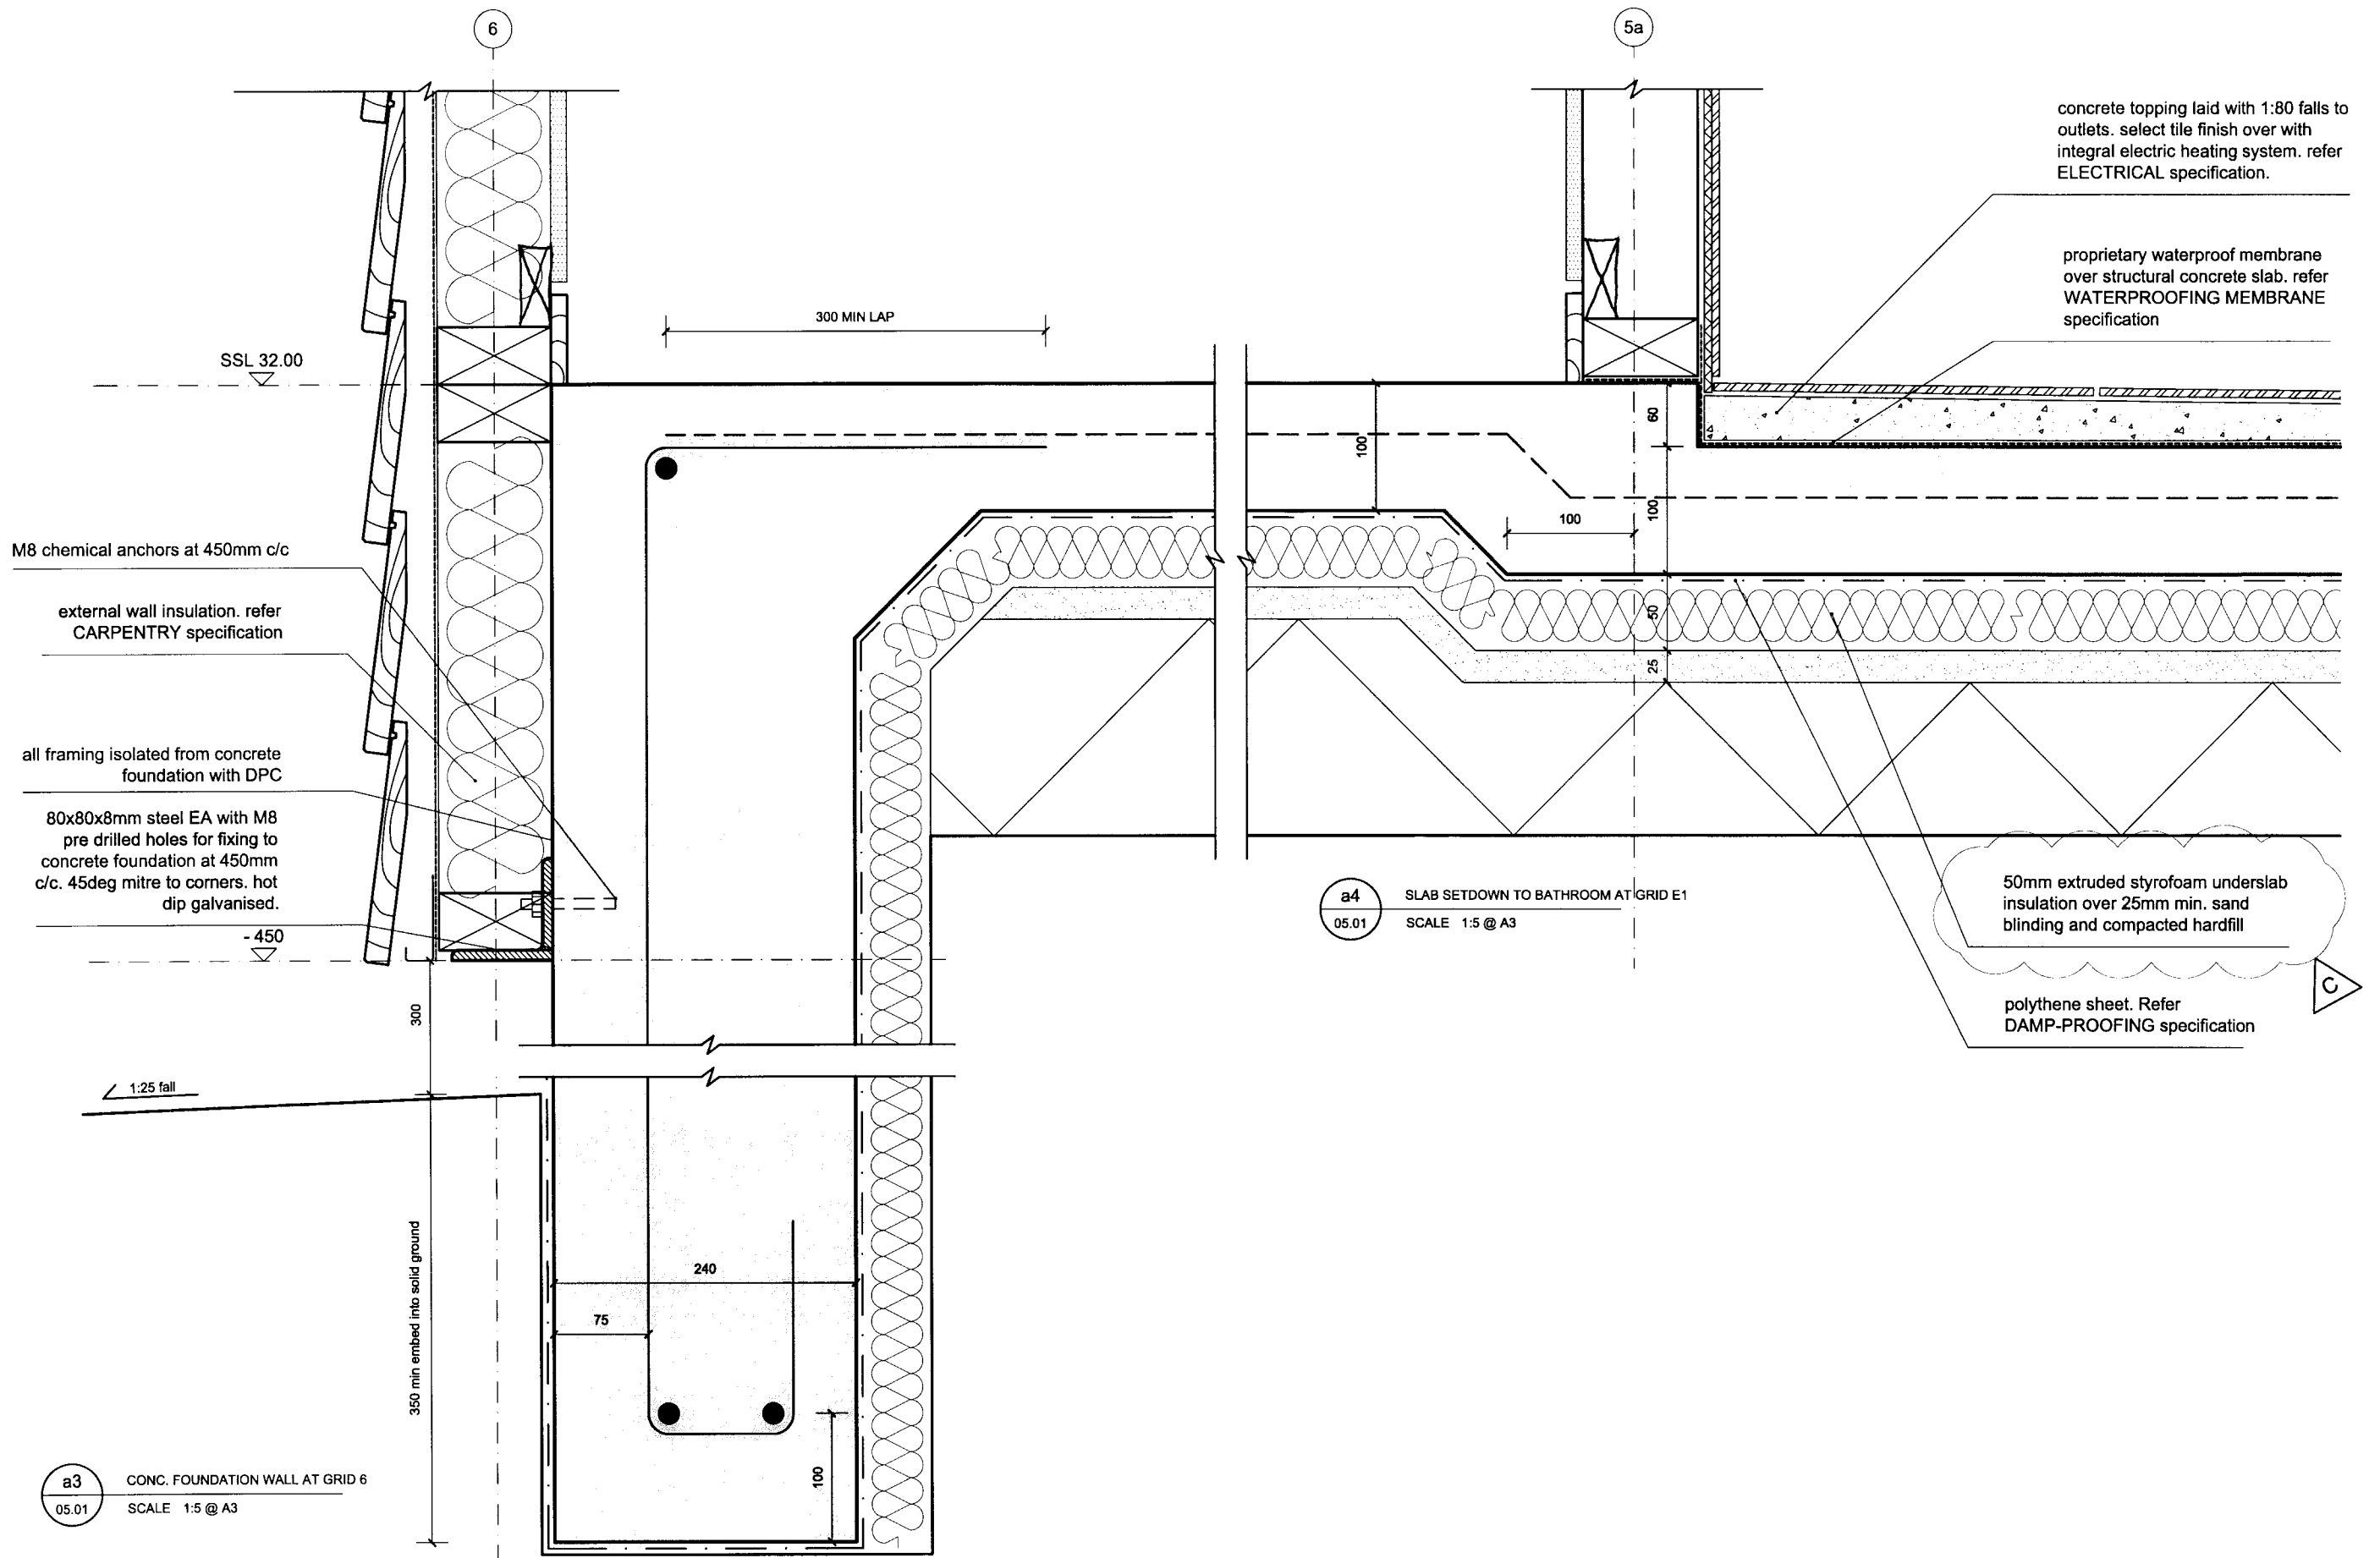 6
5a
concrete topping laid with 1:80 falls to
outlets. select tile finish over with
integral electric heating system. refer
ELECTRICAL specification.
proprietary waterproof membrane
over structural concrete slab. refer
WATERPROOFING MEMBRANE
specification
300 MIN LAP
SSL 32.00
60
100
100
100
50
25
M8 chemical anchors at 450mm c/c
external wall insulation. refer
CARPENTRY specification
all framing isolated from concrete
foundation with DPC
80x80x8mm steel EA with M8
pre drilled holes for fixing to
concrete foundation at 450mm
c/c. 45deg mitre to corners. hot
dip galvanised.
- 450
a4
05.01
SLAB SETDOWN TO BATHROOM AT GRID E1
SCALE 1:5 @ A3
50mm extruded styrofoam underslab
insulation over 25mm min. sand
blinding and compacted hardfill
C
polythene sheet. Refer
DAMP-PROOFING specification
300
1:25 fall
350 min embed into solid ground
240
75
100
a3
05.01
CONC. FOUNDATION WALL AT GRID 6
SCALE 1:5 @ A3